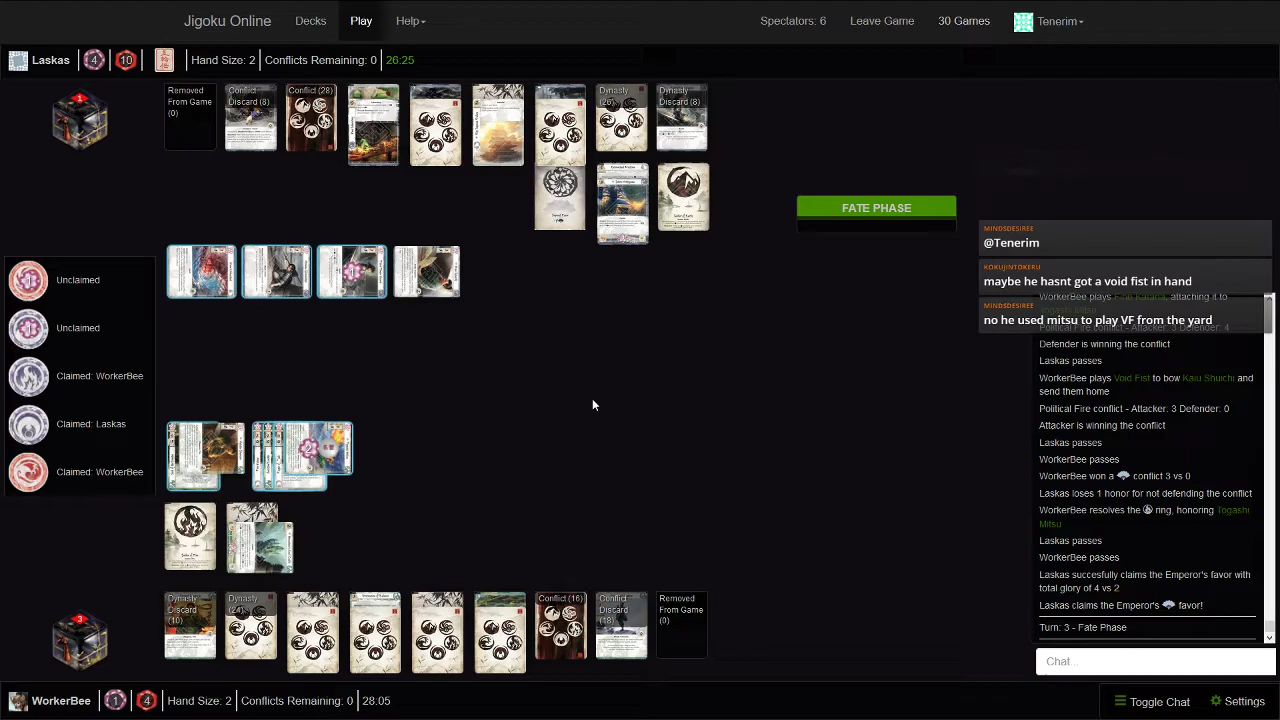 Jigoku Online
Decks
Play
Help
Spectators: 6
Leave Game
30 Games
Tenerim
Laskas
4
10
Hand Size: 2
Conflicts Remaining: 0
26:25
1
Removed From Game (0)
Conflict Discard (8)
Conflict (28)
Dynasty (26)
Dynasty Discard (8)
FATE PHASE
MINDSDESIREE
@Tenerim
KOKUJINTOKERU
maybe he hasnt got a void fist in hand
MINDSDESIREE
no he used mitsu to play VF from the yard
1 Unclaimed
1 Unclaimed
Claimed: WorkerBee
Claimed: Laskas
Claimed: WorkerBee
Defender is winning the conflict
Laskas passes
WorkerBee plays Void Fist to bow Kaiu Shuichi and
send them home
Political Fire conflict - Attacker: 3 Defender: 0
Attacker is winning the conflict
Laskas passes
WorkerBee passes
WorkerBee won a conflict 3 vs 0
Laskas loses 1 honor for not defending the conflict
WorkerBee resolves the ring, honoring Togashi
Mitsu
Laskas passes
WorkerBee passes
Laskas succesfully claims the Emperor's favor with
total glory of 4 vs 2
Laskas claims the Emperor's favor!
Turn: 3 - Fate Phase
Chat...
3
Dynasty Discard (10)
Dynasty (24)
Conflict (16)
Conflict Discard (18)
Removed From Game (0)
WorkerBee
1
4
Hand Size: 2
Conflicts Remaining: 0
28:05
Toggle Chat
Settings